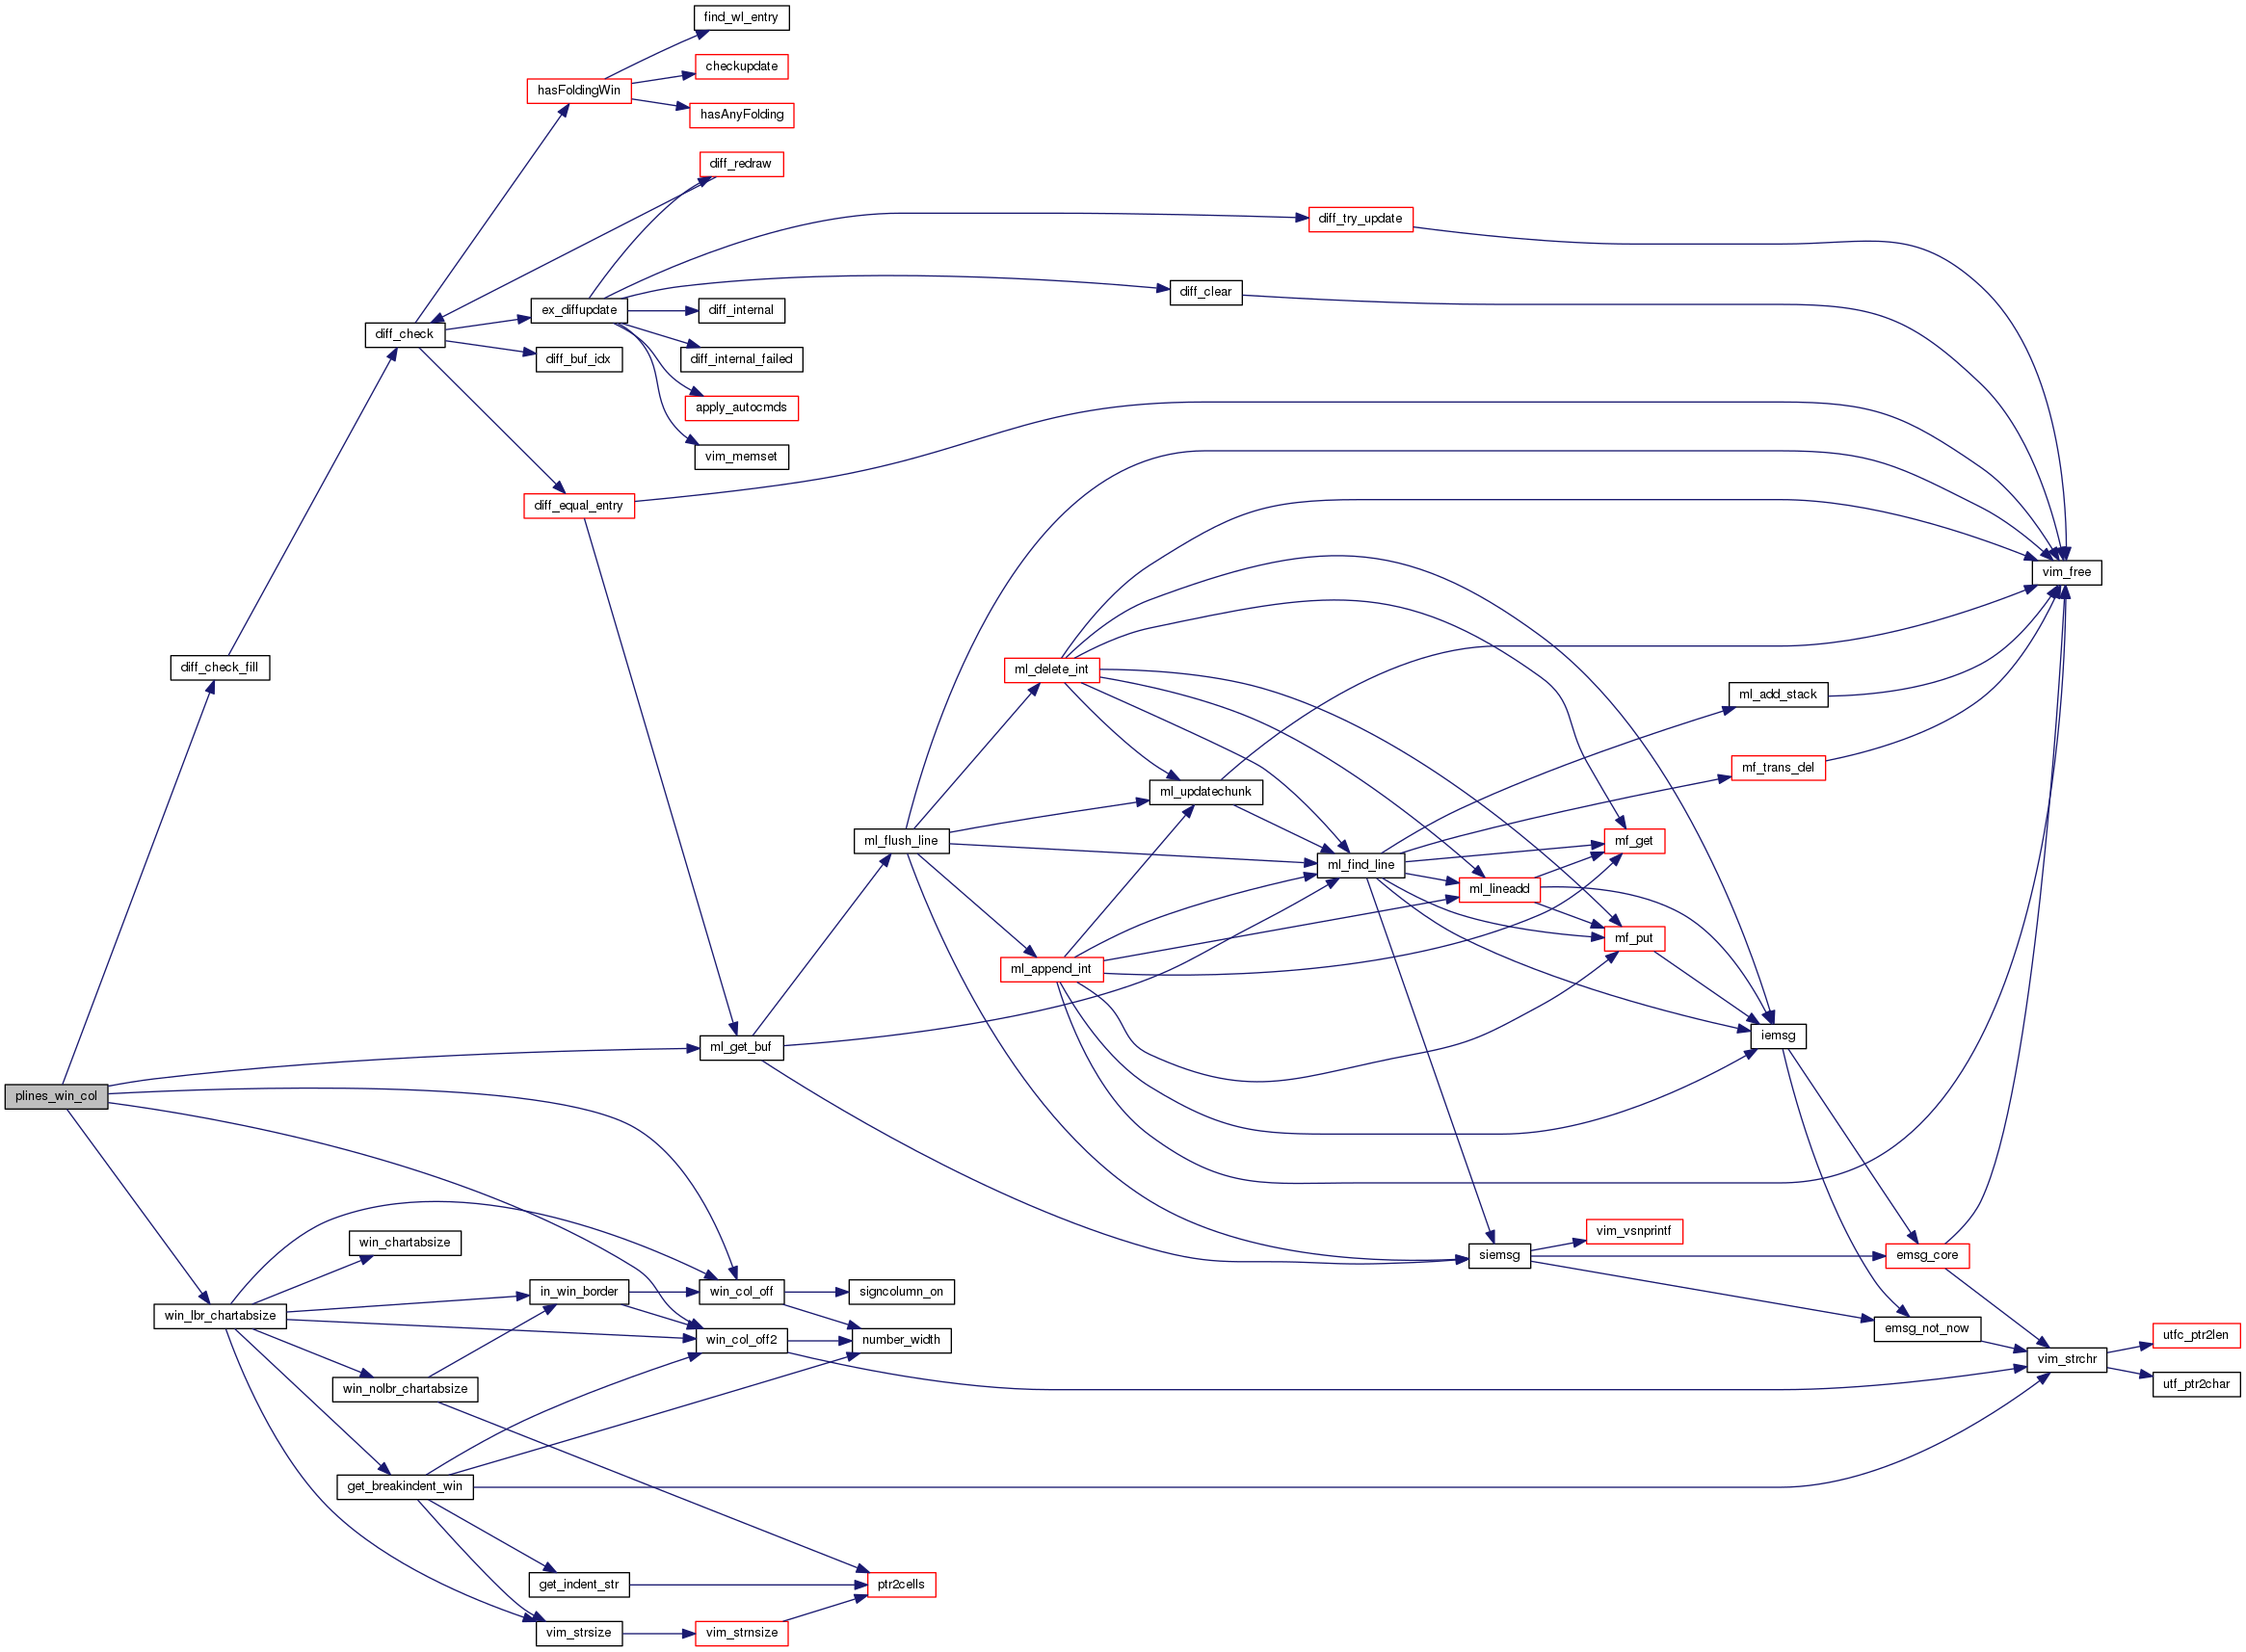 find_wl_entry
checkupdate
hasFoldingWin
hasAnyFolding
diff_redraw
diff_try_update
diff_clear
ex_diffupdate
diff_internal
diff_check
diff_buf_idx
diff_internal_failed
apply_autocmds
vim_memset
diff_equal_entry
vim_free
diff_check_fill
ml_delete_int
ml_add_stack
mf_trans_del
ml_updatechunk
ml_flush_line
mf_get
ml_find_line
ml_lineadd
mf_put
ml_append_int
iemsg
ml_get_buf
plines_win_col
vim_vsnprintf
win_chartabsize
siemsg
emsg_core
in_win_border
win_col_off
signcolumn_on
win_lbr_chartabsize
emsg_not_now
win_col_off2
number_width
utfc_ptr2len
vim_strchr
win_nolbr_chartabsize
utf_ptr2char
get_breakindent_win
get_indent_str
ptr2cells
vim_strsize
vim_strnsize